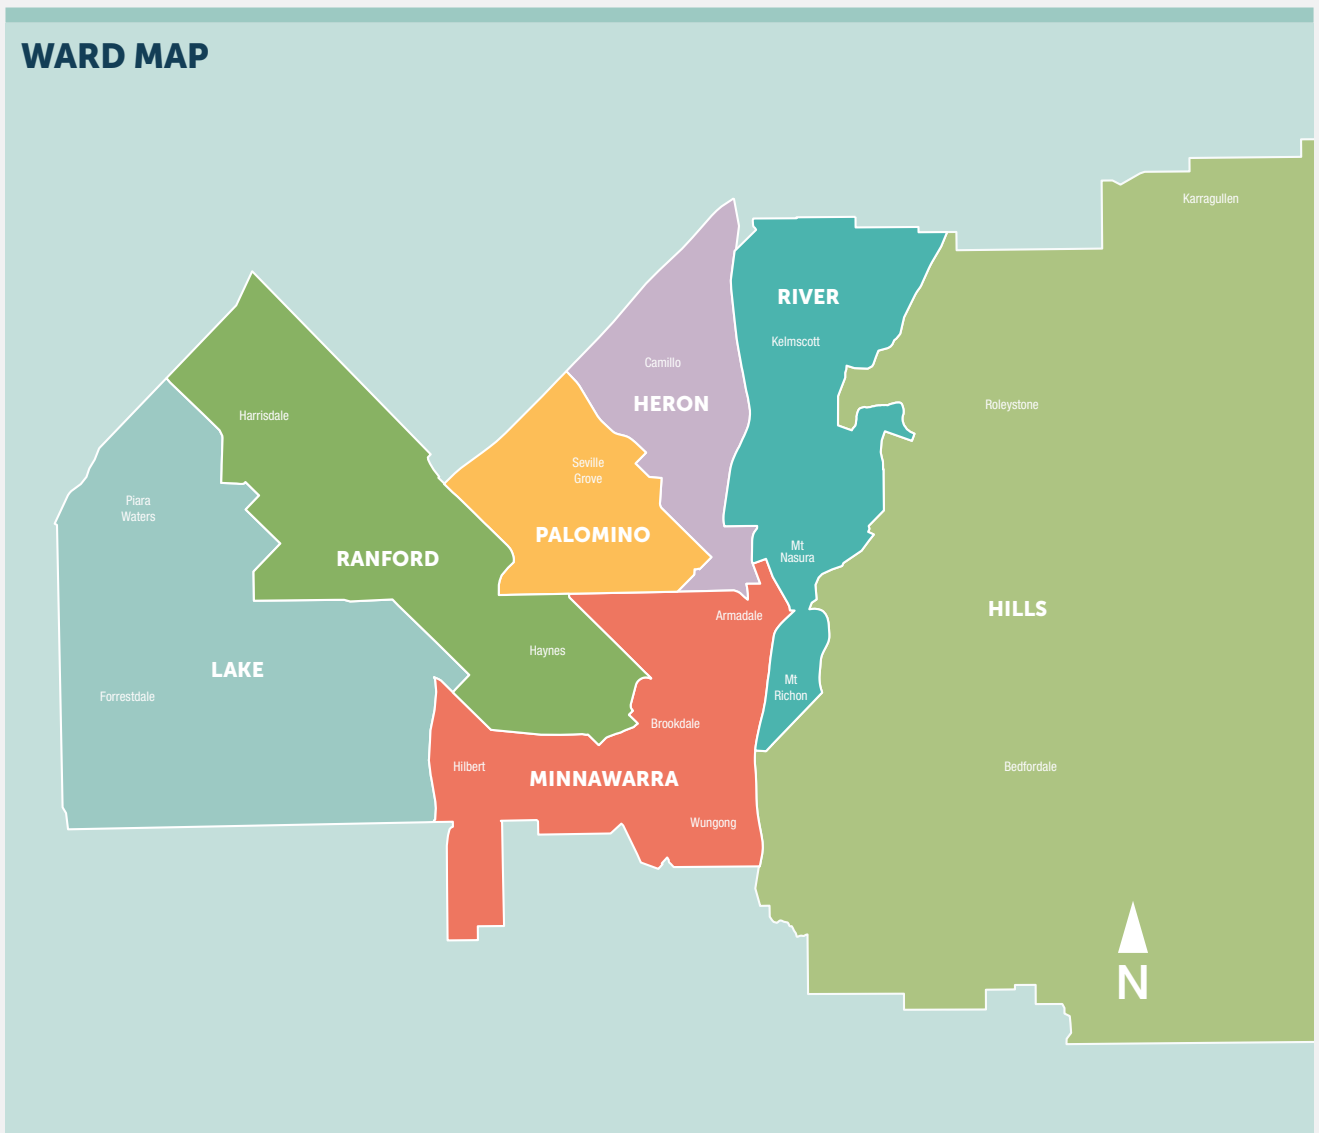 WARD MAP
Karragullen
RIVER
Kelmscott
Camillo
HERON
Roleystone
Harrisdale
Seville
Grove
Piara
Waters
PALOMINO
Mt
Nasura
RANFORD
HILLS
Armadale
Haynes
LAKE
Mt
Richon
Forrestdale
Brookdale
Hilbert
MINNAWARRA
Bedfordale
Wungong
N